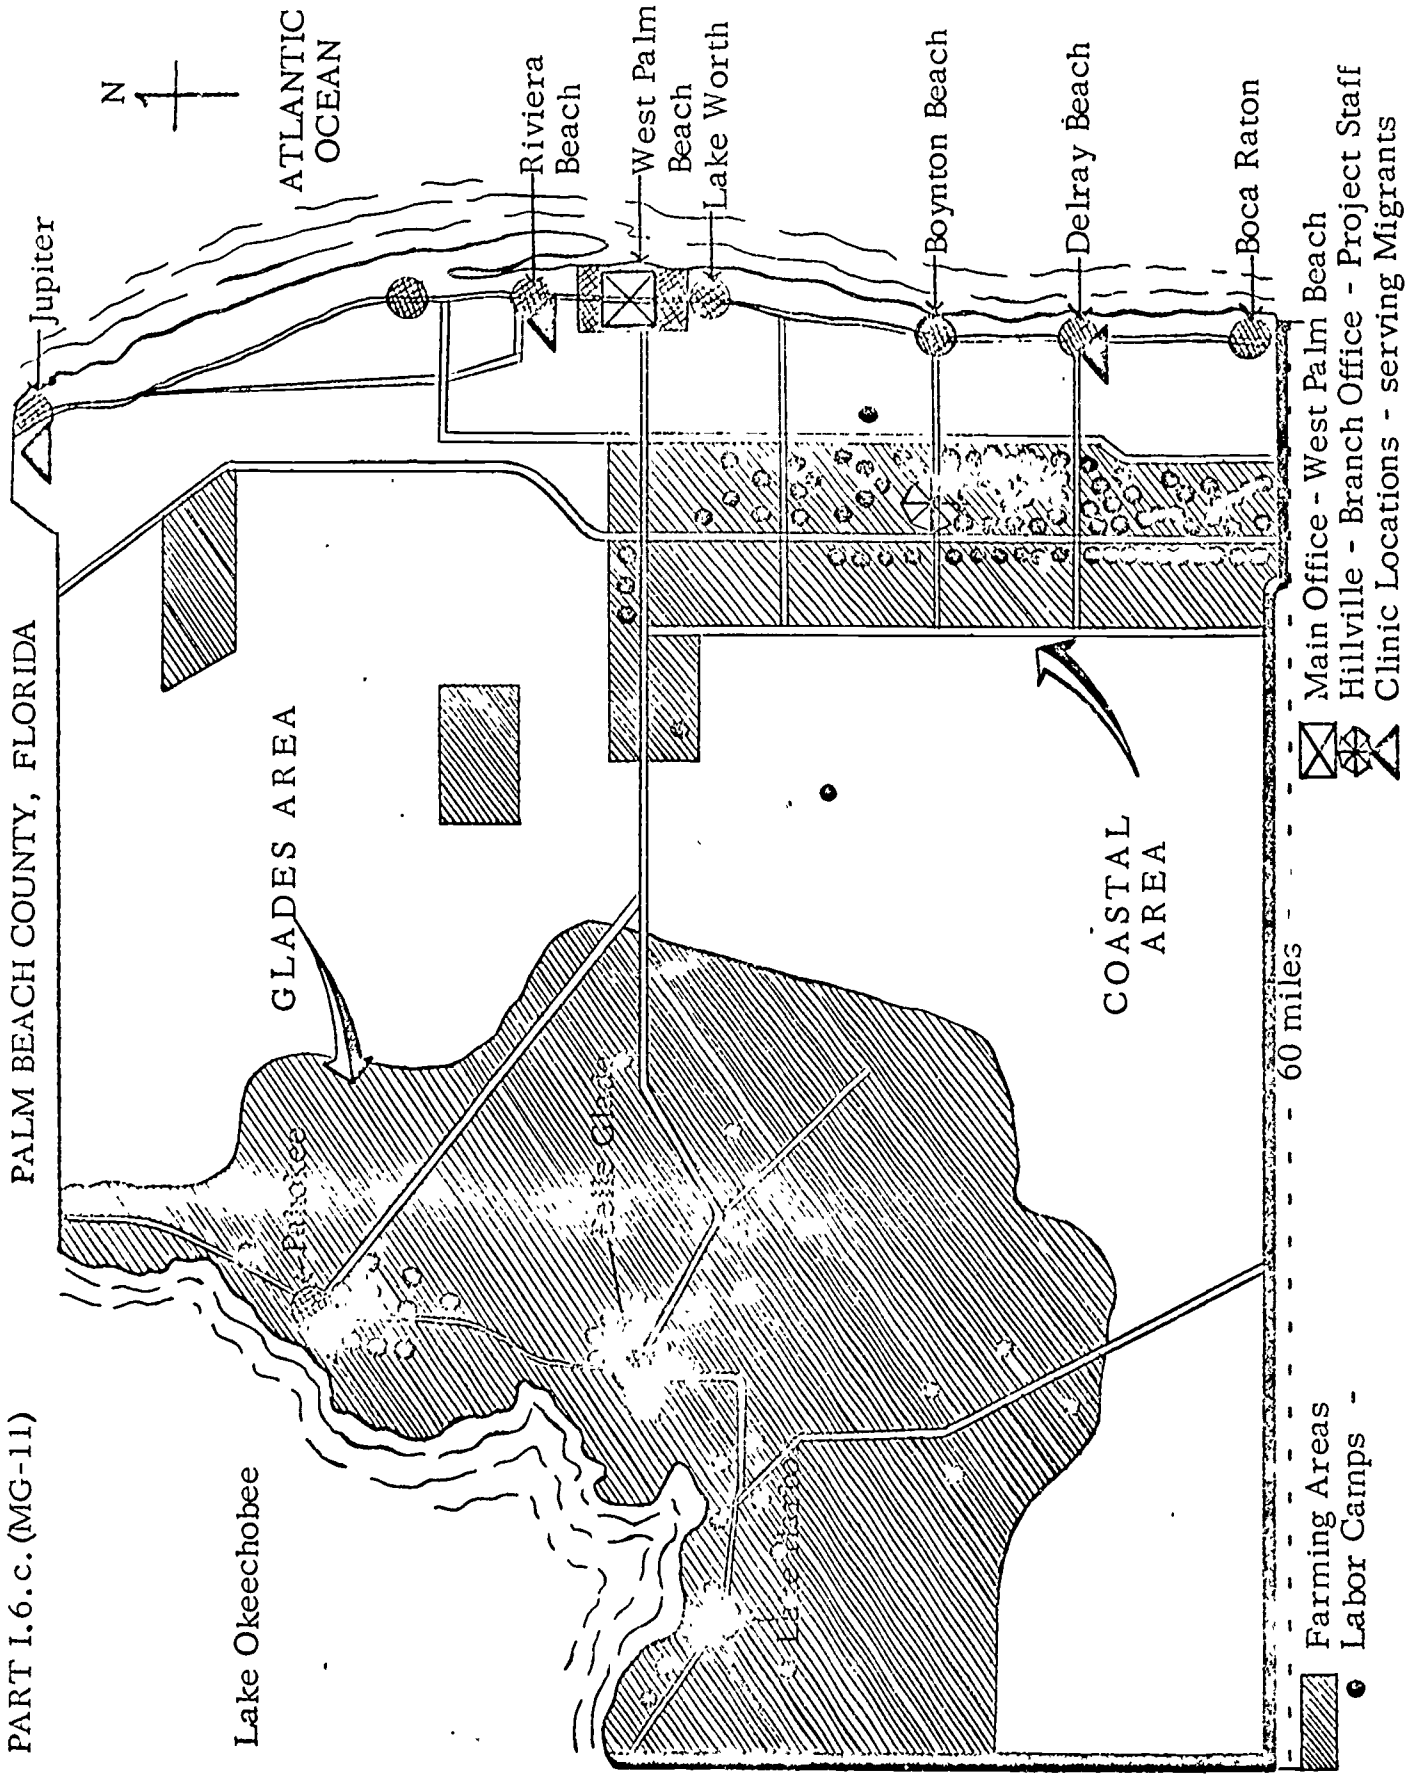 PART I.6.c. (MG-11)
PALM BEACH COUNTY, FLORIDA
N
ATLANTIC
OCEAN
Jupiter
Riviera
Beach
West Palm
Beach
Lake Worth
Boynton Beach
Delray Beach
Boca Raton
GLADES AREA
Lake Okeechobee
Pahokee
Belle Glade
COASTAL
AREA
60 miles
Farming Areas
Labor Camps -
Main Office - West Palm Beach
Hillville - Branch Office - Project Staff
Clinic Locations - serving Migrants